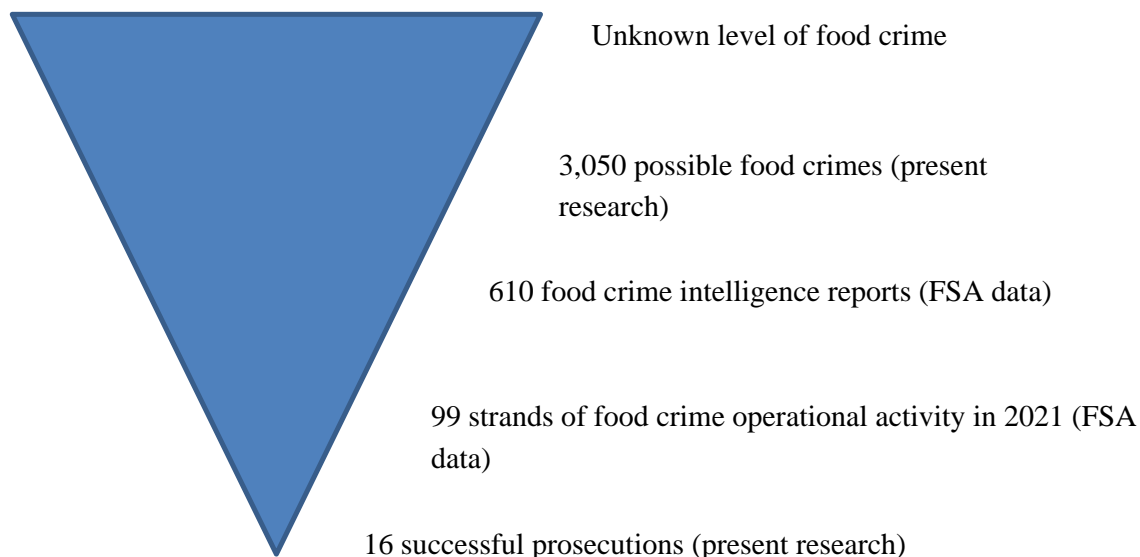 Unknown level of food crime
3,050 possible food crimes (present
research)
610 food crime intelligence reports (FSA data)
99 strands of food crime operational activity in 2021 (FSA
data)
16 successful prosecutions (present research)